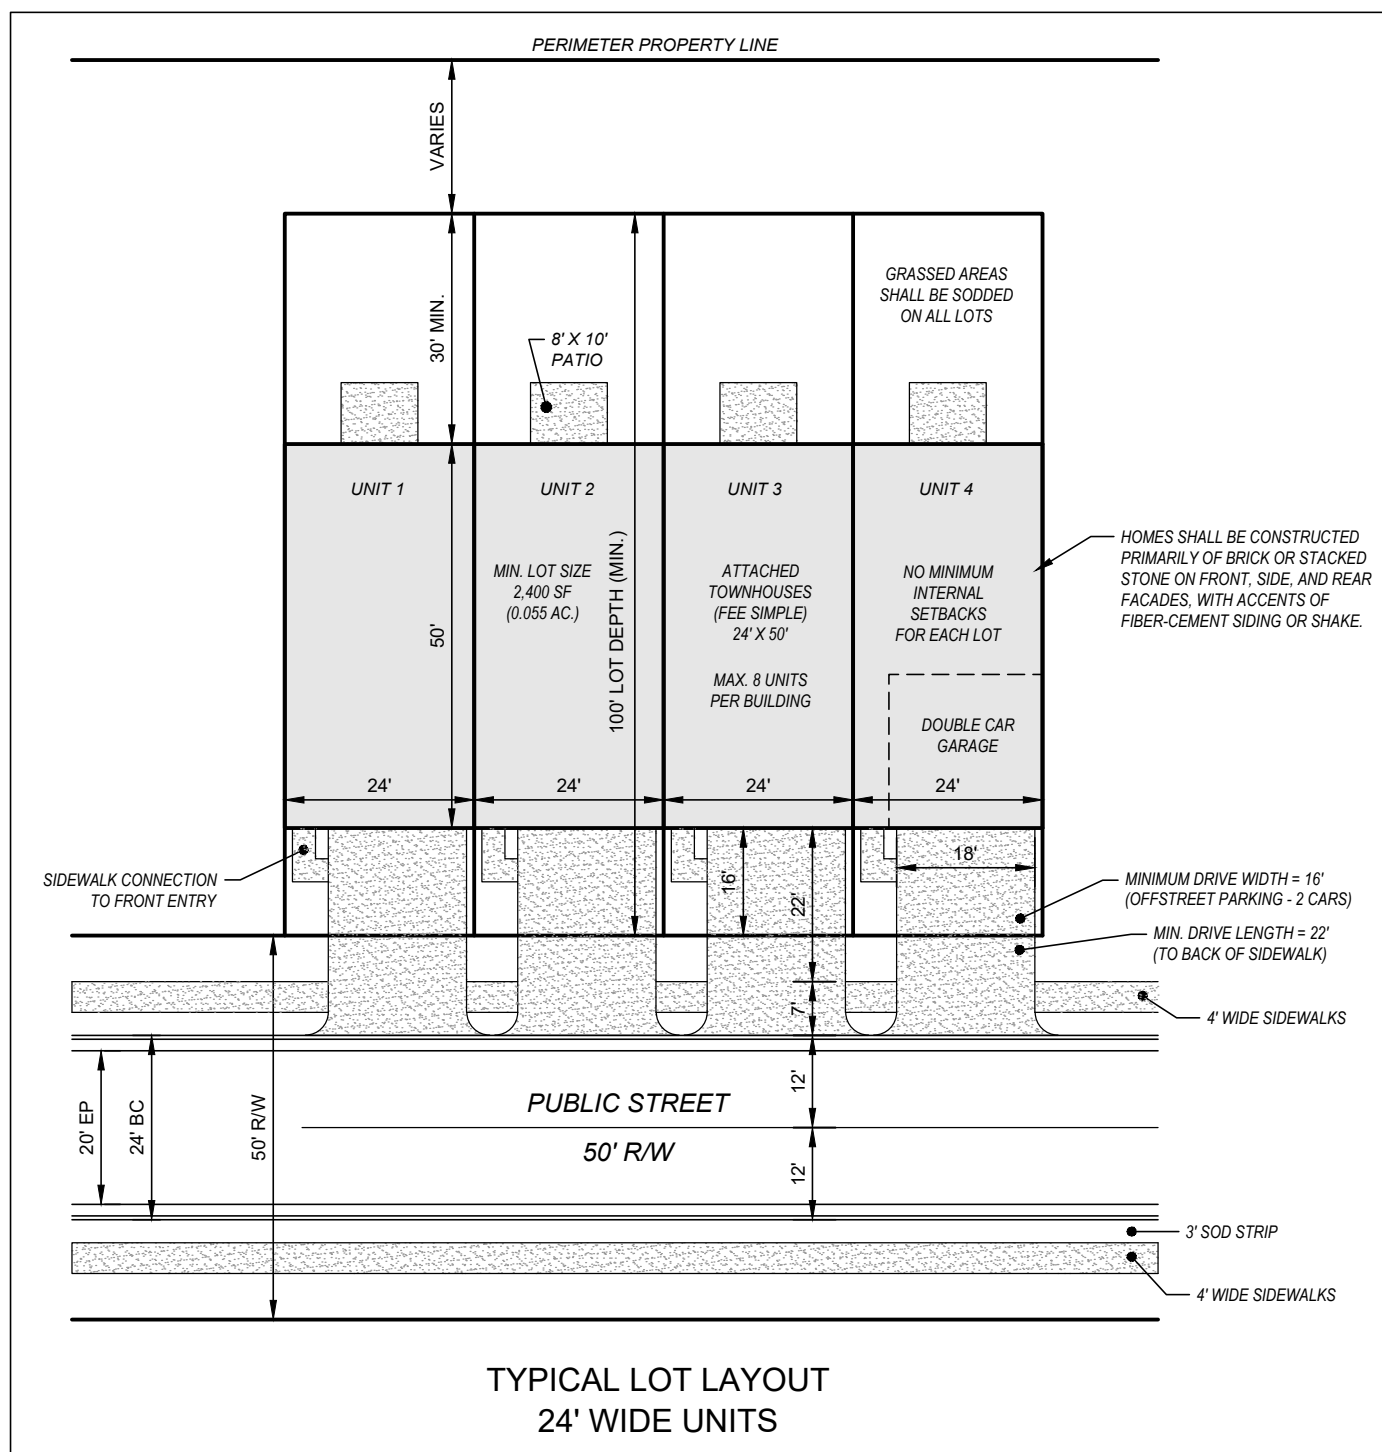 PERIMETER PROPERTY LINE
VARIES
30' MIN.
GRASSED AREAS
SHALL BE SODDED
ON ALL LOTS
8' X 10'
PATIO
UNIT 1
UNIT 2
UNIT 3
UNIT 4
50'
MIN. LOT SIZE
2,400 SF
(0.055 AC.)
100' LOT DEPTH (MIN.)
ATTACHED
TOWNHOUSES
(FEE SIMPLE)
24' X 50'
MAX. 8 UNITS
PER BUILDING
NO MINIMUM
INTERNAL
SETBACKS
FOR EACH LOT
DOUBLE CAR
GARAGE
HOMES SHALL BE CONSTRUCTED
PRIMARILY OF BRICK OR STACKED
STONE ON FRONT, SIDE, AND REAR
FACADES, WITH ACCENTS OF
FIBER-CEMENT SIDING OR SHAKE.
24'
24'
24'
24'
SIDEWALK CONNECTION
TO FRONT ENTRY
16'
22'
18'
MINIMUM DRIVE WIDTH = 16'
(OFFSTREET PARKING - 2 CARS)
MIN. DRIVE LENGTH = 22'
(TO BACK OF SIDEWALK)
7'
4' WIDE SIDEWALKS
20' EP
24' BC
50' R/W
PUBLIC STREET
50' R/W
12'
12'
3' SOD STRIP
4' WIDE SIDEWALKS
TYPICAL LOT LAYOUT
24' WIDE UNITS